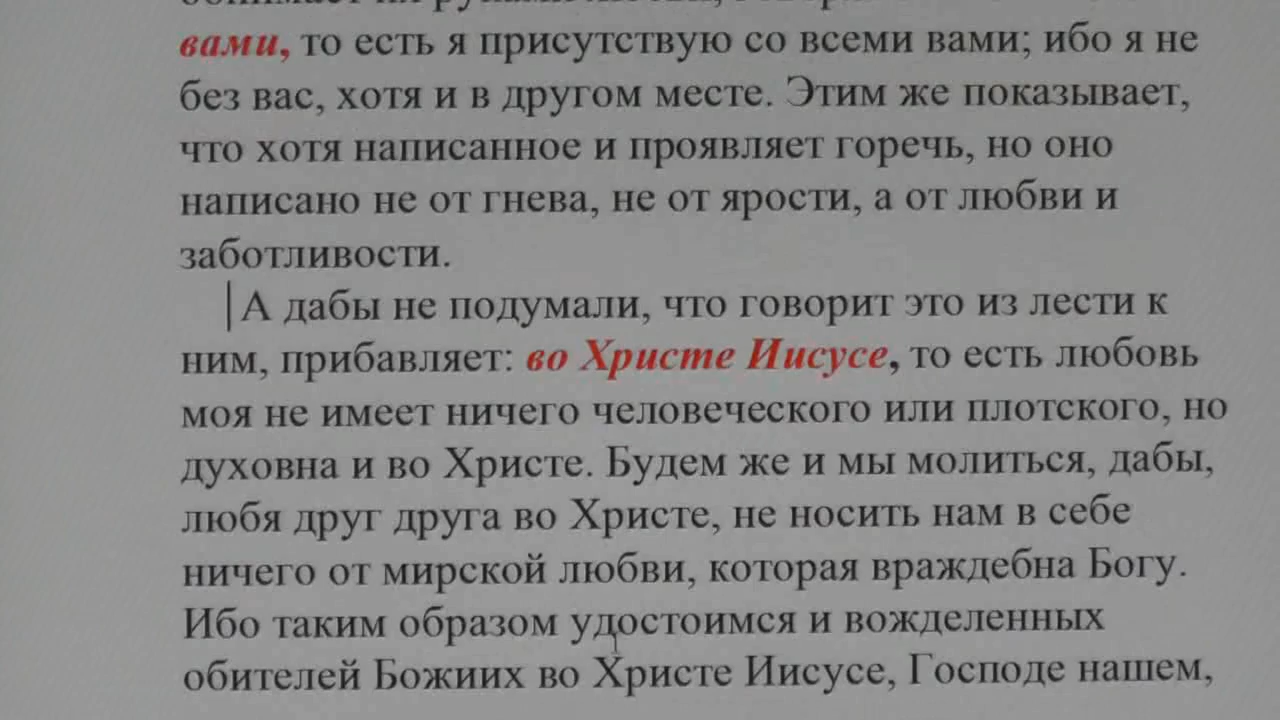 вами, то есть я присутствую со всеми вами; ибо я не
без вас, хотя и в другом месте. Этим же показывает,
что хотя написанное и проявляет горечь, но оно
написано не от гнева, не от ярости, а от любви и
заботливости.
А дабы не подумали, что говорит это из лести к
ним, прибавляет: во Христе Иисусе, то есть любовь
моя не имеет ничего человеческого или плотского, но
духовна и во Христе. Будем же и мы молиться, дабы,
любя друг друга во Христе, не носить нам в себе
ничего от мирской любви, которая враждебна Богу.
Ибо таким образом удостоимся и вожделенных
обителей Божиих во Христе Иисусе, Господе нашем,